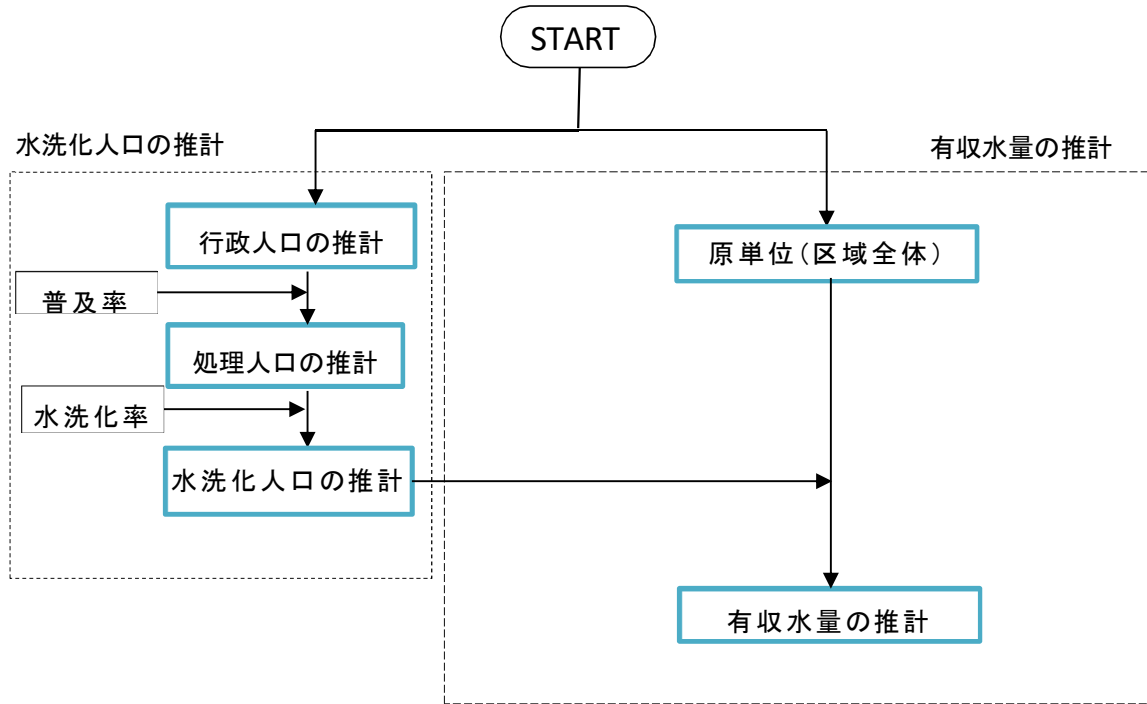 START
水洗化人口の推計
有収水量の推計
行政人口の推計
原単位(区域全体)
普及率
処理人口の推計
水洗化率
水洗化人口の推計
有収水量の推計